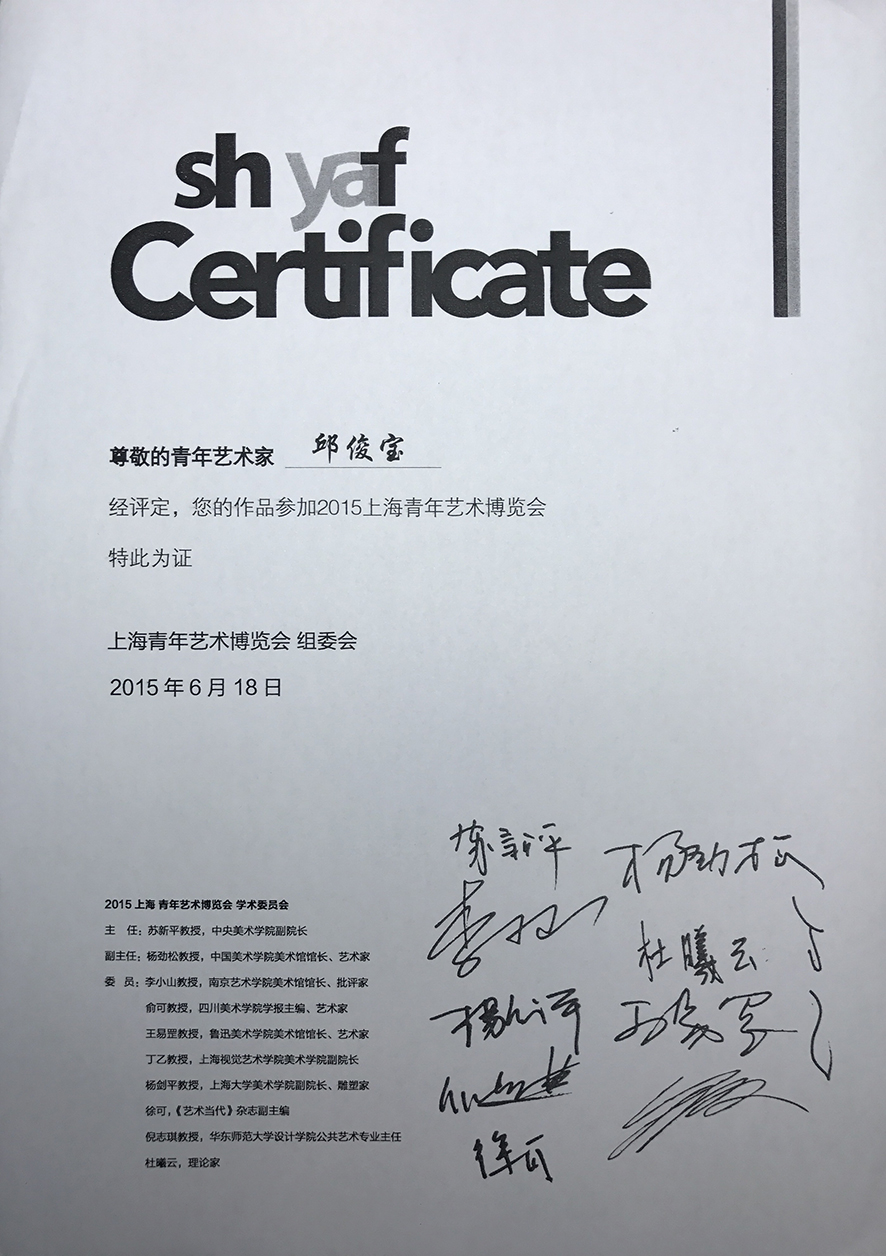 sh yaf
Certificate
尊敬的青年艺术家 邱俊宝
经评定，您的作品参加2015上海青年艺术博览会
特此为证
上海青年艺术博览会 组委会
2015 年 6 月 18 日
2015 上海 青年艺术博览会 学术委员会
主 任：苏新平教授，中央美术学院副院长
副主任：杨劲松教授，中国美术学院美术馆馆长、艺术家
委 员：李小山教授，南京艺术学院美术馆馆长、批评家
俞可教授，四川美术学院学报主编、艺术家
王易罡教授，鲁迅美术学院美术馆馆长、艺术家
丁乙教授，上海视觉艺术学院美术学院副院长
杨剑平教授，上海大学美术学院副院长、雕塑家
徐可，《艺术当代》杂志副主编
倪志琪教授，华东师范大学设计学院公共艺术专业主任
杜曦云，理论家
苏新平
杨劲松
杜曦云
徐可